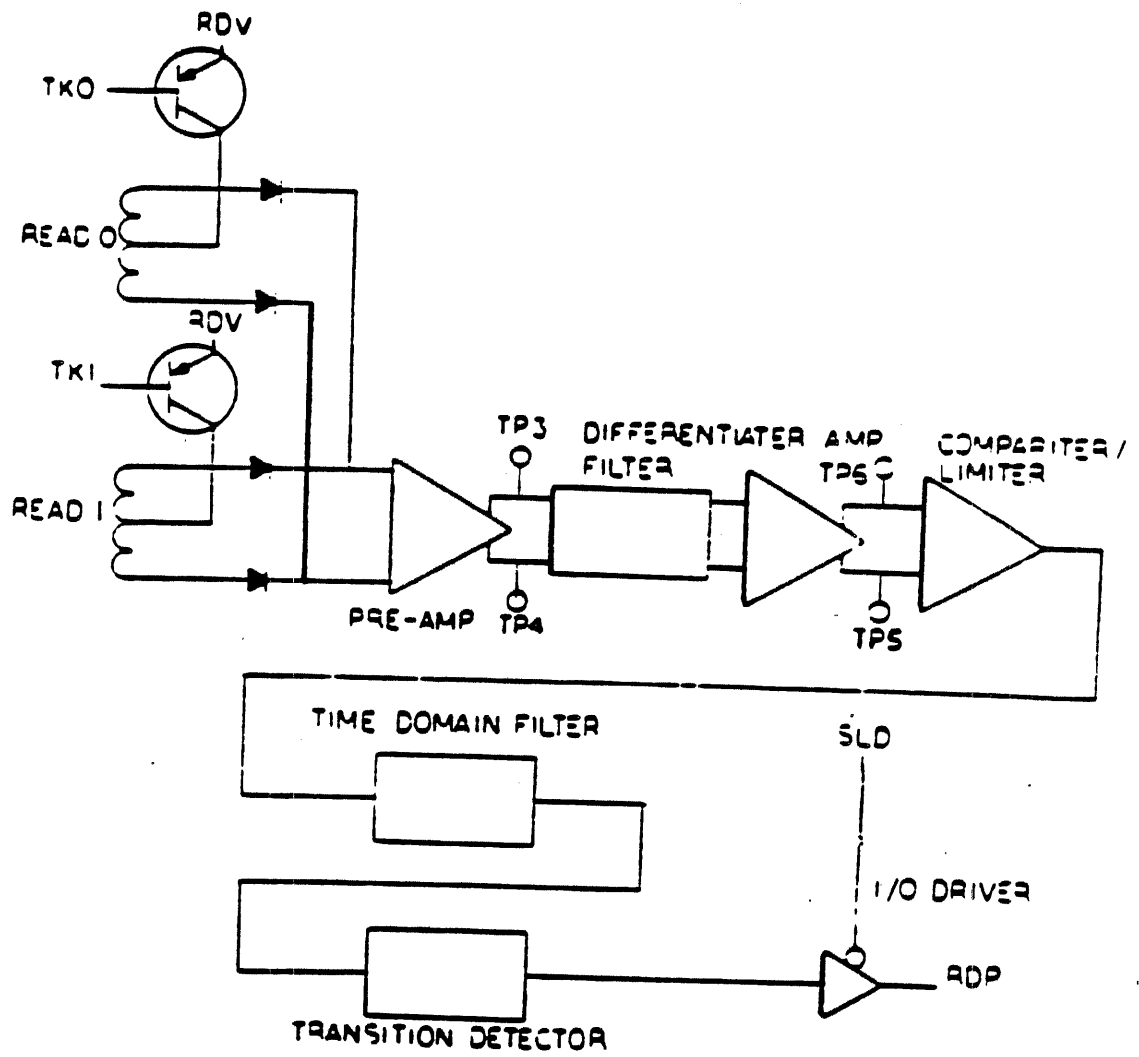 RDV
TK0
READ 0
RDV
TK1
READ 1
TP3
DIFFERENTIATER
FILTER
AMP
TP6
COMPARITER/
LIMITER
PRE-AMP
TP4
TP5
TIME DOMAIN FILTER
SLD
I/O DRIVER
RDP
TRANSITION DETECTOR